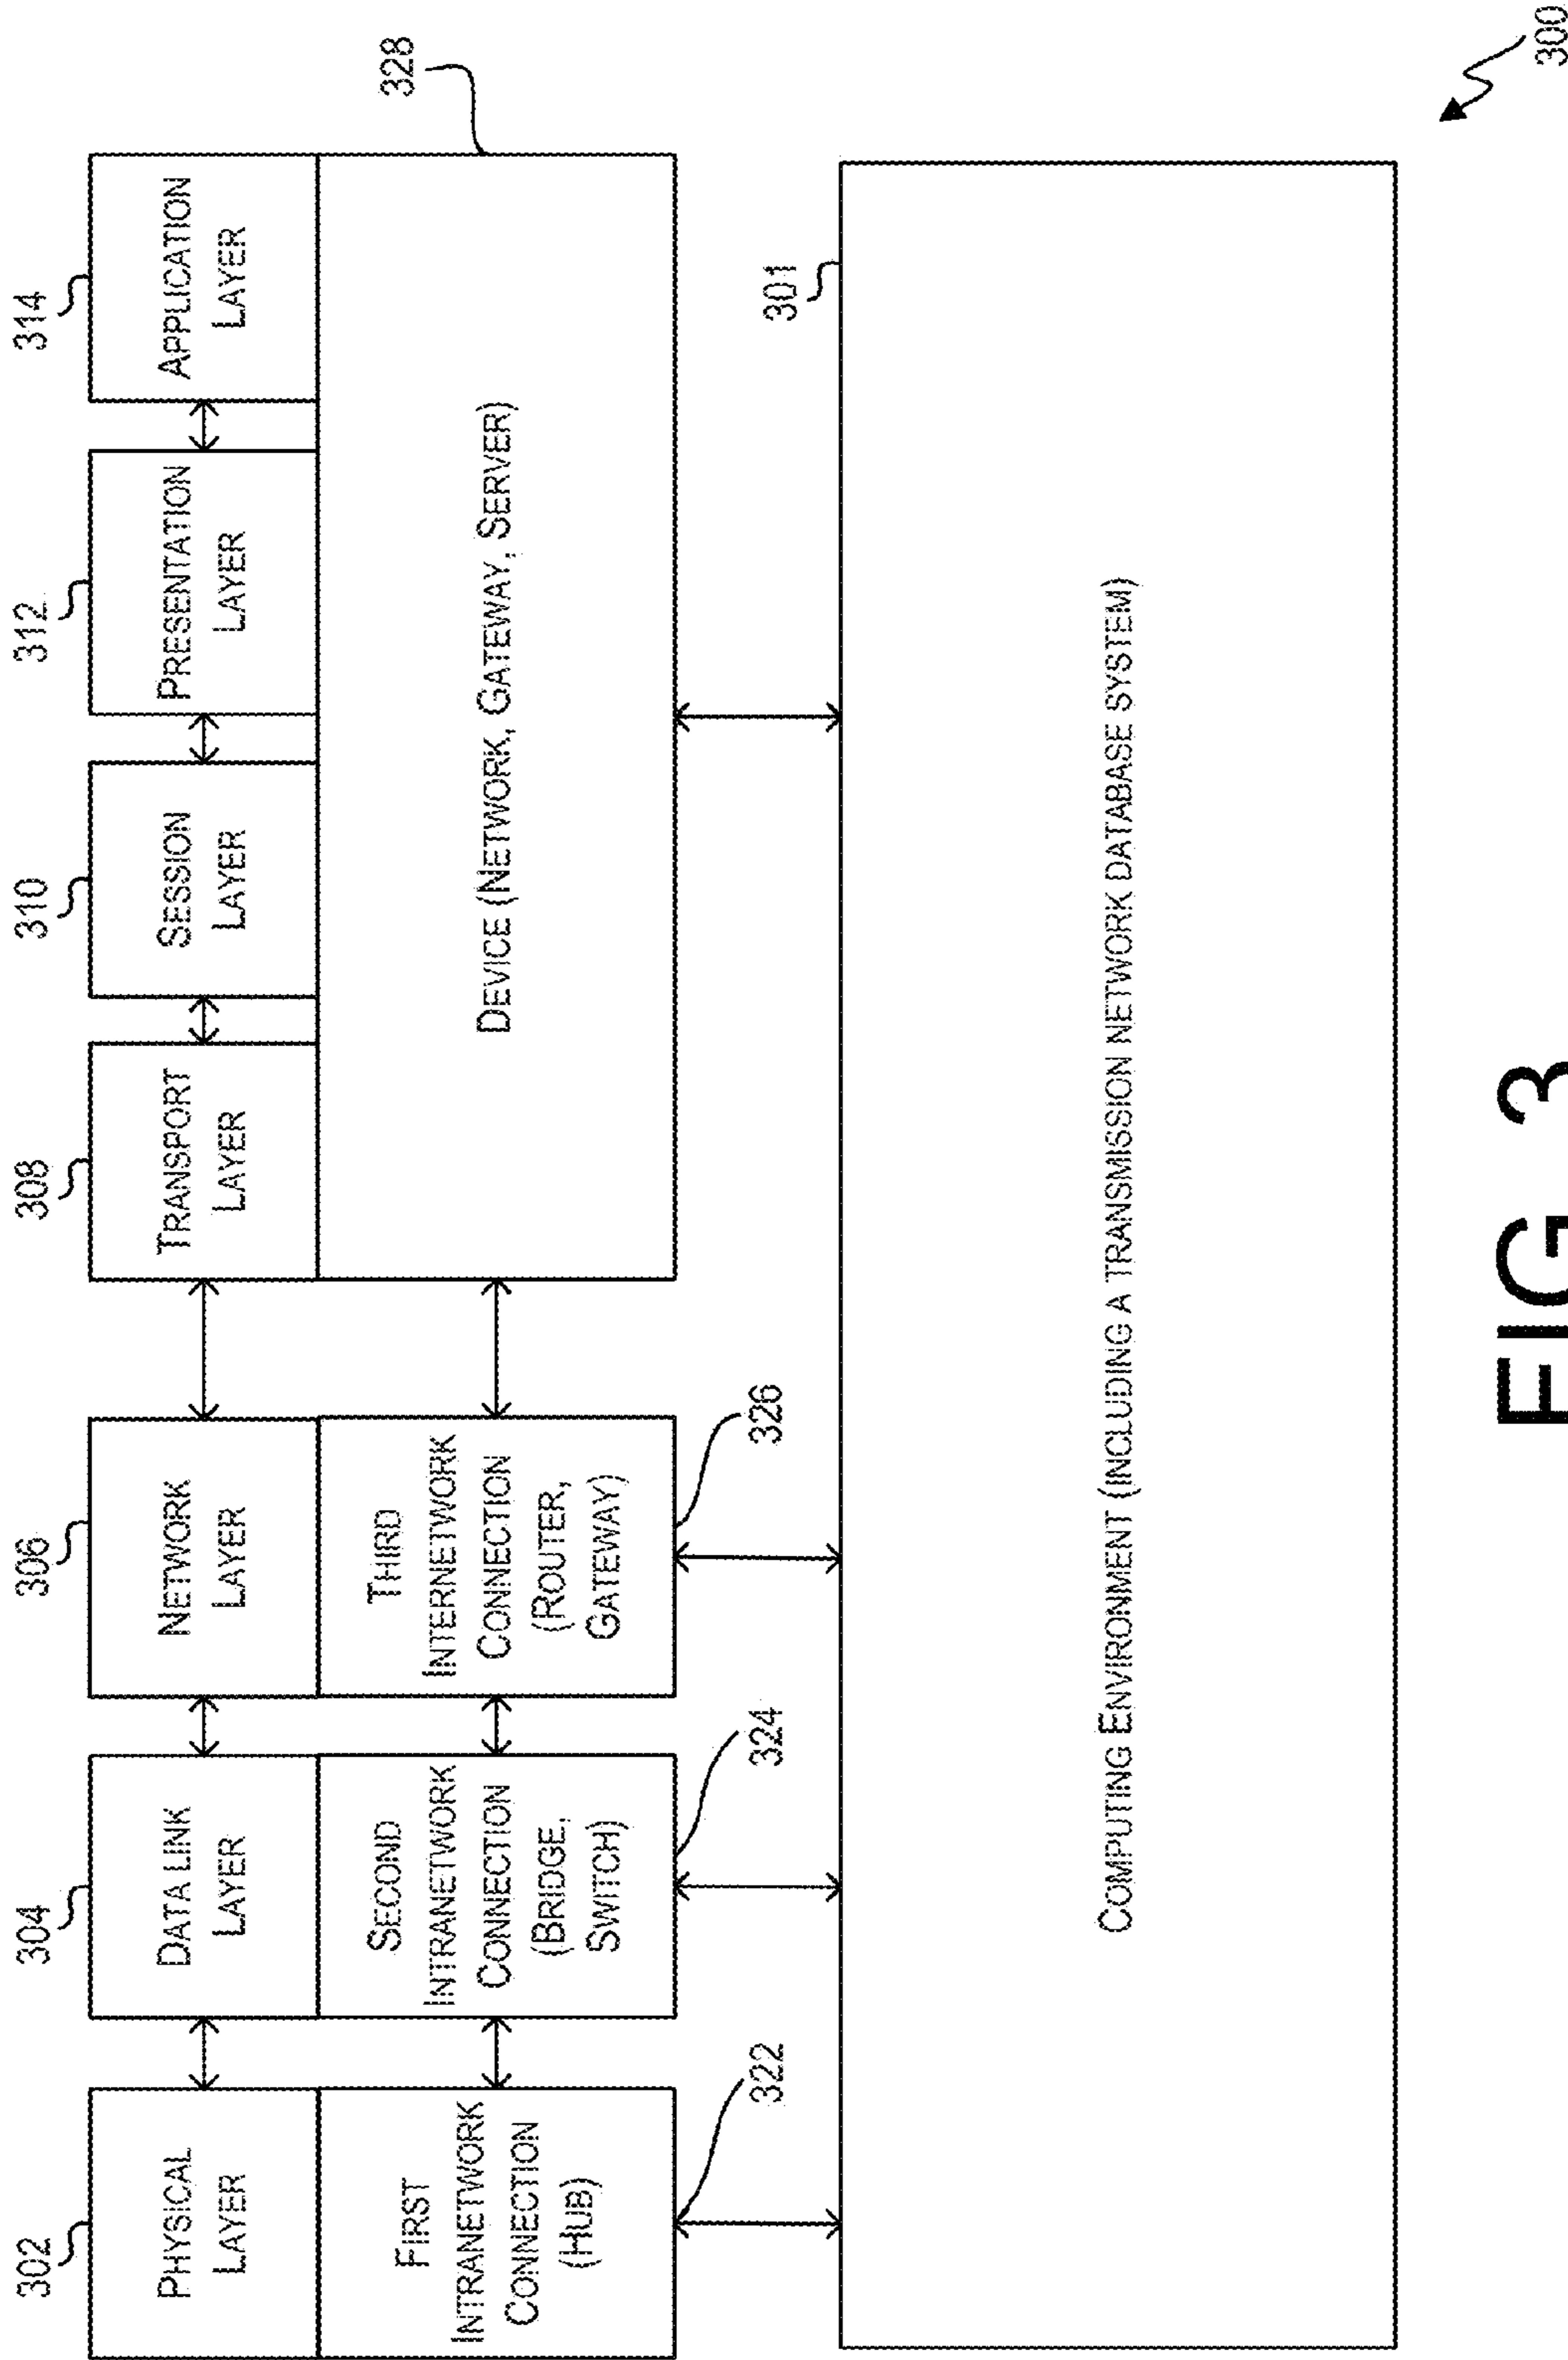 302
304
306
308
310
312
314
PHYSICAL
LAYER
DATA LINK
LAYER
NETWORK
LAYER
TRANSPORT
LAYER
SESSION
LAYER
PRESENTATION
LAYER
APPLICATION
LAYER
FIRST
INTRANETWORK
CONNECTION
(HUB)
SECOND
INTRANETWORK
CONNECTION
(BRIDGE,
SWITCH)
THIRD
INTERNETWORK
CONNECTION
(ROUTER,
GATEWAY)
DEVICE (NETWORK, GATEWAY, SERVER)
328
322
324
326
301
COMPUTING ENVIRONMENT (INCLUDING A TRANSMISSION NETWORK DATABASE SYSTEM)
300
FIG 3